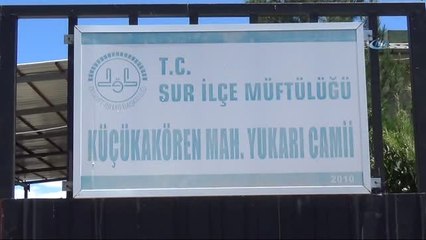 T.C.
SUR İLÇE MÜFTÜLÜĞÜ
KÜÇÜKAKÖREN MAH. YUKARI CAMİİ
2010